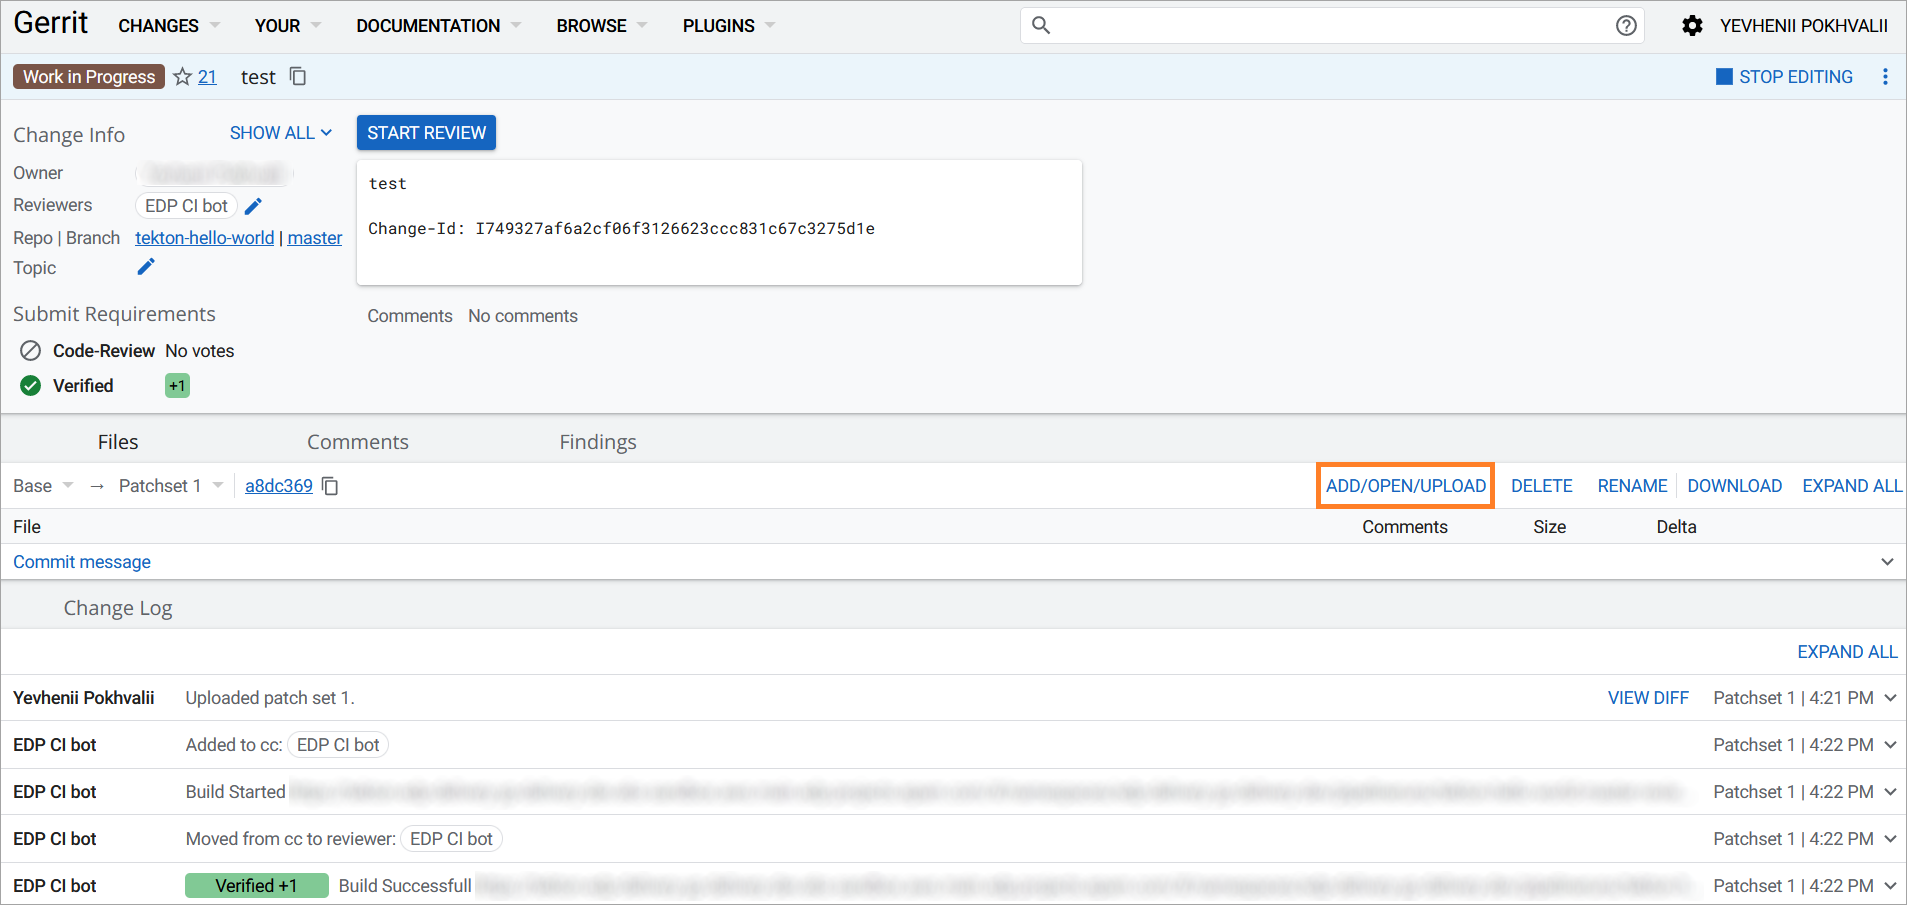 Gerrit CHANGES YOUR DOCUMENTATION BROWSE PLUGINS YEVHENII POKHVALII
Work in Progress 21 test STOP EDITING
Change Info SHOW ALL START REVIEW
Owner
Reviewers EDP CI bot
Repo | Branch tekton-hello-world | master
Topic
test
Change-Id: I749327af6a2cf06f3126623ccc831c67c3275d1e
Submit Requirements
Comments No comments
Code-Review No votes
Verified +1
Files Comments Findings
Base → Patchset 1 a8dc369 ADD/OPEN/UPLOAD DELETE RENAME DOWNLOAD EXPAND ALL
File Comments Size Delta
Commit message
Change Log
EXPAND ALL
Yevhenii Pokhvalii Uploaded patch set 1. VIEW DIFF Patchset 1 | 4:21 PM
EDP CI bot Added to cc: EDP CI bot Patchset 1 | 4:22 PM
EDP CI bot Build Started Patchset 1 | 4:22 PM
EDP CI bot Moved from cc to reviewer: EDP CI bot Patchset 1 | 4:22 PM
EDP CI bot Verified +1 Build Successfull Patchset 1 | 4:22 PM